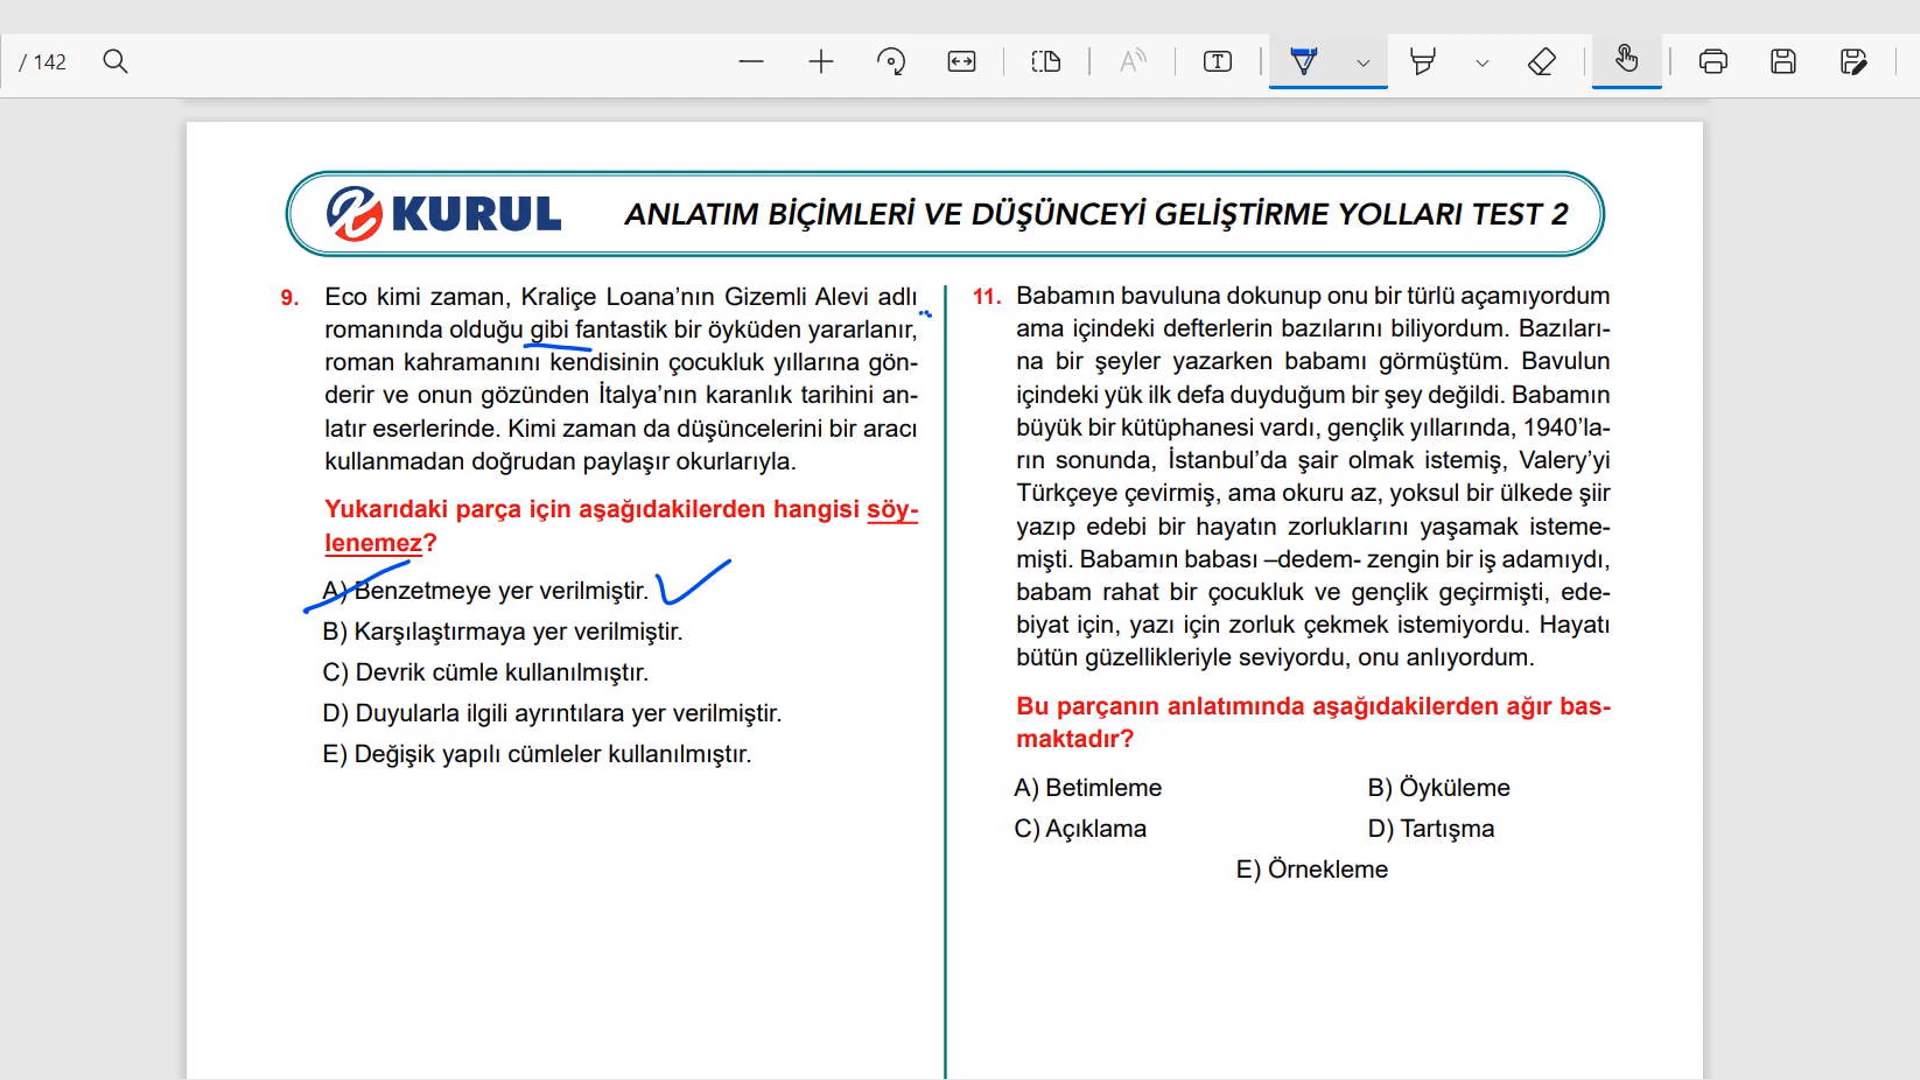 / 142
KURUL
ANLATIM BİÇİMLERİ VE DÜŞÜNCEYİ GELİŞTİRME YOLLARI TEST 2
9. Eco kimi zaman, Kraliçe Loana’nın Gizemli Alevi adlı
romanında olduğu gibi fantastik bir öyküden yararlanır,
roman kahramanını kendisinin çocukluk yıllarına gön-
derir ve onun gözünden İtalya’nın karanlık tarihini an-
latır eserlerinde. Kimi zaman da düşüncelerini bir aracı
kullanmadan doğrudan paylaşır okurlarıyla.
Yukarıdaki parça için aşağıdakilerden hangisi söy-
lenemez?
A) Benzetmeye yer verilmiştir.
B) Karşılaştırmaya yer verilmiştir.
C) Devrik cümle kullanılmıştır.
D) Duyularla ilgili ayrıntılara yer verilmiştir.
E) Değişik yapılı cümleler kullanılmıştır.
11. Babamın bavuluna dokunup onu bir türlü açamıyordum
ama içindeki defterlerin bazılarını biliyordum. Bazıları-
na bir şeyler yazarken babamı görmüştüm. Bavulun
içindeki yük ilk defa duyduğum bir şey değildi. Babamın
büyük bir kütüphanesi vardı, gençlik yıllarında, 1940’la-
rın sonunda, İstanbul’da şair olmak istemiş, Valery’yi
Türkçeye çevirmiş, ama okuru az, yoksul bir ülkede şiir
yazıp edebi bir hayatın zorluklarını yaşamak isteme-
mişti. Babamın babası –dedem- zengin bir iş adamıydı,
babam rahat bir çocukluk ve gençlik geçirmişti, ede-
biyat için, yazı için zorluk çekmek istemiyordu. Hayatı
bütün güzellikleriyle seviyordu, onu anlıyordum.
Bu parçanın anlatımında aşağıdakilerden ağır bas-
maktadır?
A) Betimleme B) Öyküleme
C) Açıklama D) Tartışma
E) Örnekleme